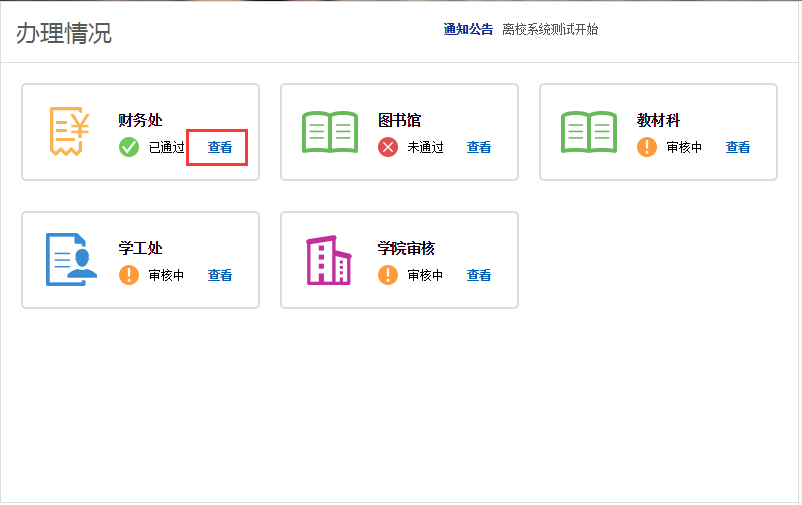 办理情况
通知公告 离校系统测试开始
财务处
已通过 查看
图书馆
未通过 查看
教材科
审核中 查看
学工处
审核中 查看
学院审核
审核中 查看